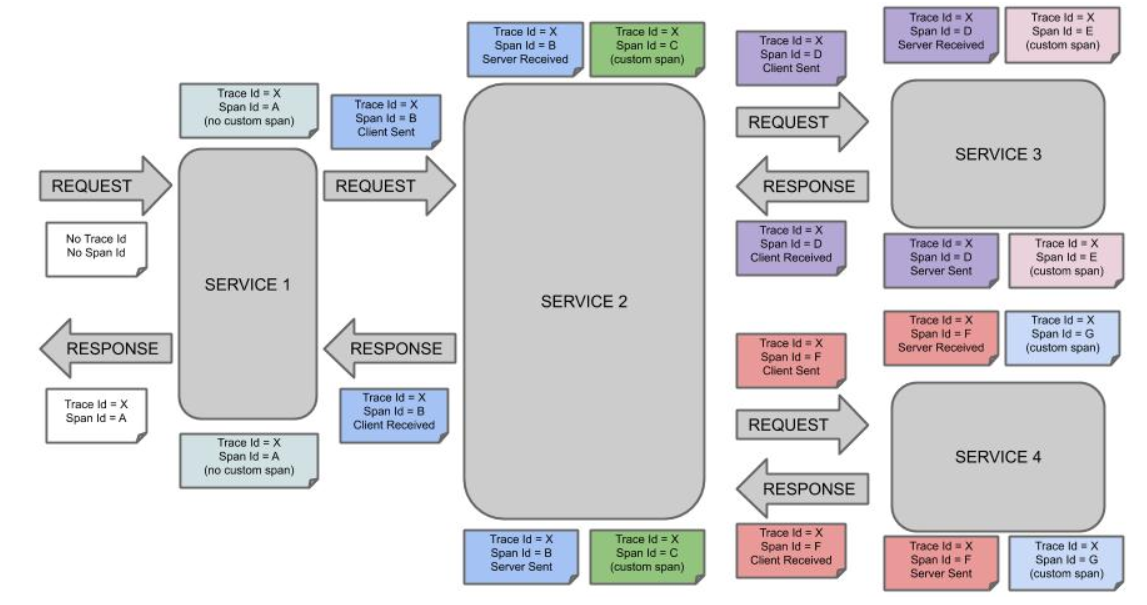 Trace Id = X
Span Id = A
(no custom span)
Trace Id = X
Span Id = B
Client Sent
REQUEST
No Trace Id
No Span Id
SERVICE 1
REQUEST
RESPONSE
Trace Id = X
Span Id = A
RESPONSE
Trace Id = X
Span Id = B
Client Received
Trace Id = X
Span Id = A
(no custom span)
Trace Id = X
Span Id = B
Server Received
Trace Id = X
Span Id = C
(custom span)
SERVICE 2
Trace Id = X
Span Id = B
Server Sent
Trace Id = X
Span Id = C
(custom span)
Trace Id = X
Span Id = D
Client Sent
REQUEST
RESPONSE
Trace Id = X
Span Id = D
Client Received
Trace Id = X
Span Id = D
Server Received
Trace Id = X
Span Id = E
(custom span)
SERVICE 3
Trace Id = X
Span Id = D
Server Sent
Trace Id = X
Span Id = E
(custom span)
Trace Id = X
Span Id = F
Client Sent
REQUEST
RESPONSE
Trace Id = X
Span Id = F
Client Received
Trace Id = X
Span Id = F
Server Received
Trace Id = X
Span Id = G
(custom span)
SERVICE 4
Trace Id = X
Span Id = F
Server Sent
Trace Id = X
Span Id = G
(custom span)